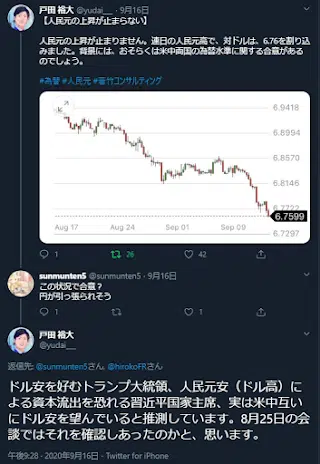 戸田 裕大
@yudai__ · 9月16日
【人民元の上昇が止まらない】
人民元の上昇が止まりません。連日の人民元高で、対ドルは、6.76を割り込
みました。背景には、おそらくは米中両国の為替水準に関する合意がある
のでしょう。
#為替 #人民元 #若竹コンサルティング
6.9418
6.8994
6.8570
6.8146
6.7722
6.7599
6.7297
Aug 17 Aug 24 Sep 01 Sep 09
1 26 42
sunmunten5 @sunmunten5 · 9月16日
この状況で合意？
円が引っ張られそう
1 1
戸田 裕大
@yudai__
返信先: @sunmunten5さん, @hirokoFRさん
ドル安を好むトランプ大統領、人民元安（ドル高）によ
る資本流出を恐れる習近平国家主席、実は米中互い
にドル安を望んでいると推測しています。8月25日の会
談ではそれを確認しあったのかと、思います。
午後9:28 · 2020年9月16日 · Twitter for iPhone